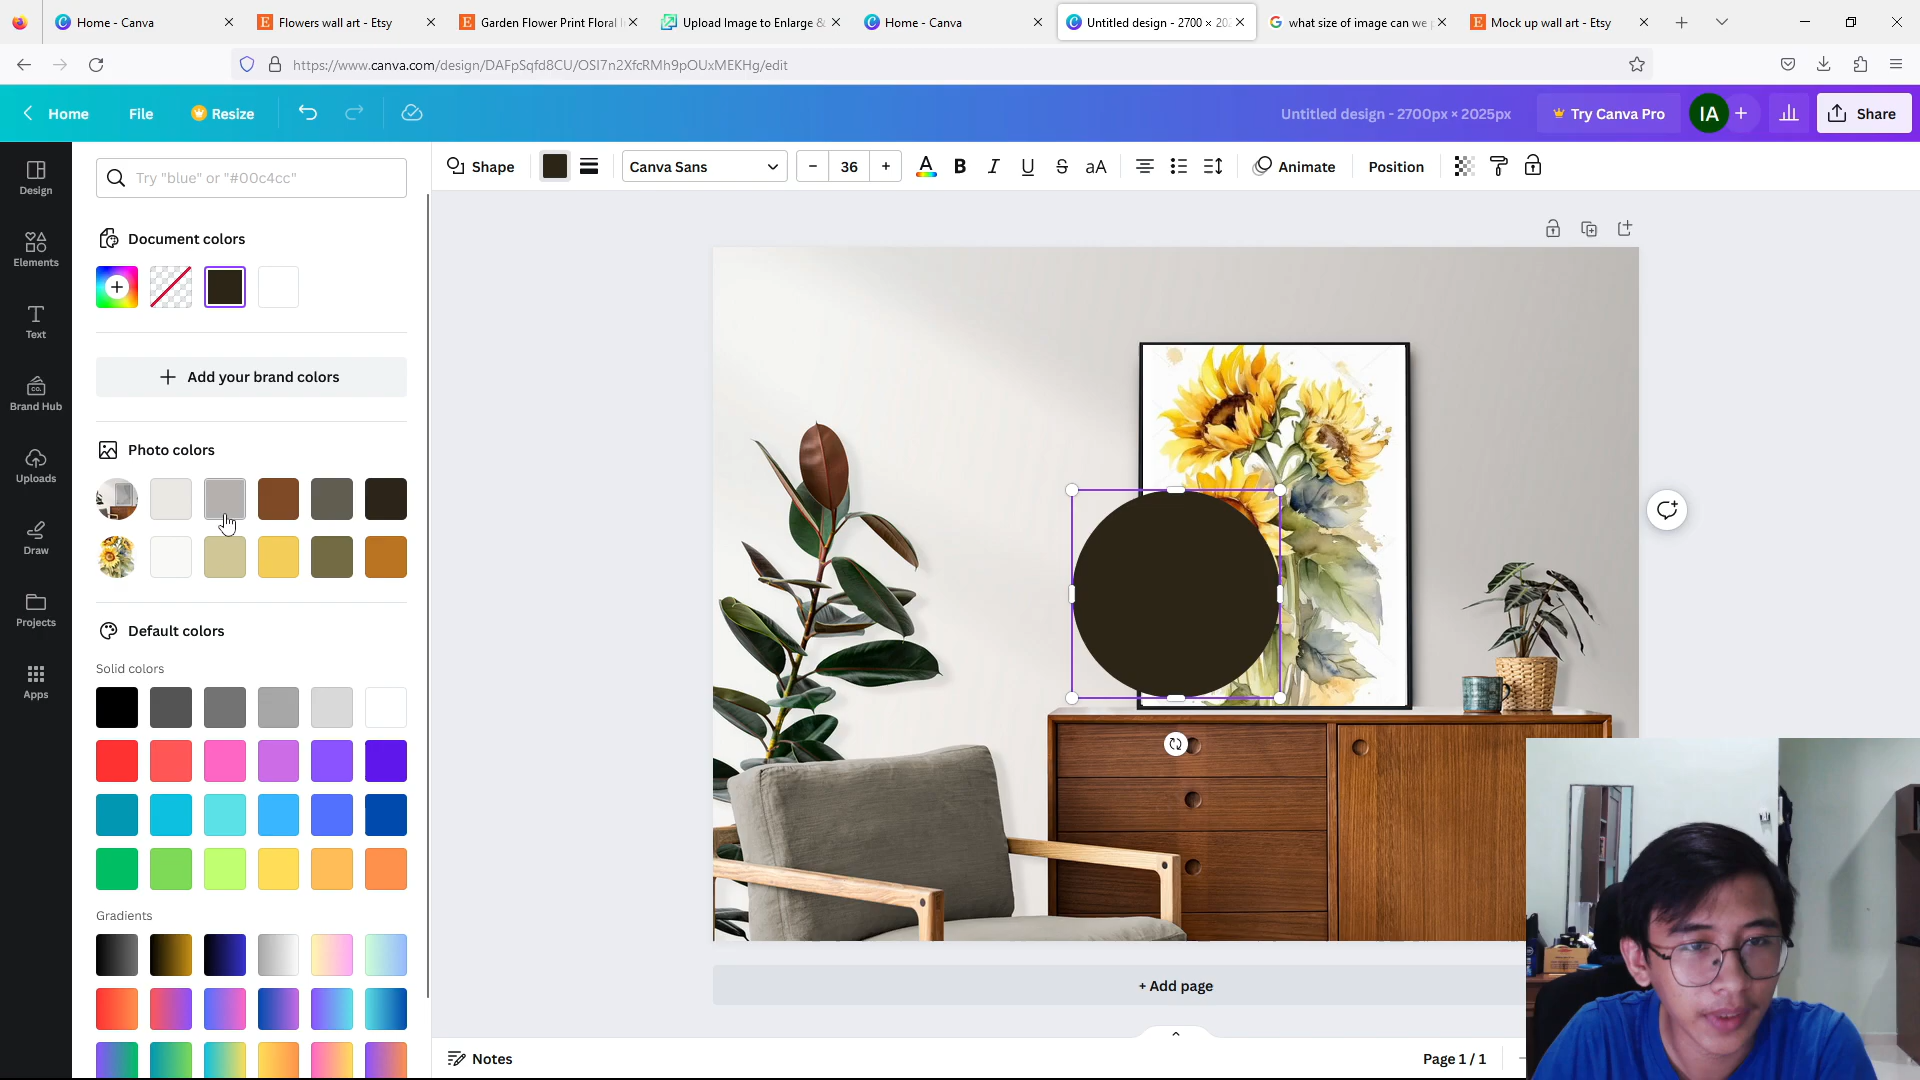 Home - Canva
Flowers wall art - Etsy
Garden Flower Print Floral
Upload Image to Enlarge &
Home - Canva
Untitled design - 2700 × 20
what size of image can we
Mock up wall art - Etsy
https://www.canva.com/design/DAFpSqfd8CU/OSI7n2XfcRMh9pOUxMEKHg/edit
Home
File
Resize
Untitled design - 2700px × 2025px
Try Canva Pro
IA
Share
Try "blue" or "#00c4cc"
Shape
Canva Sans
36
A
B
I
U
S
aA
Animate
Position
Design
Elements
Text
Brand Hub
Uploads
Draw
Projects
Apps
Document colors
Add your brand colors
Photo colors
Default colors
Solid colors
Gradients
+ Add page
Notes
Page 1 / 1